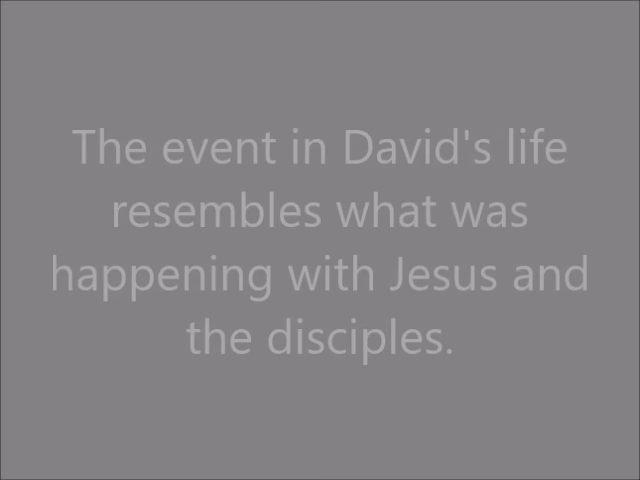 The event in David's life
resembles what was
happening with Jesus and
the disciples.